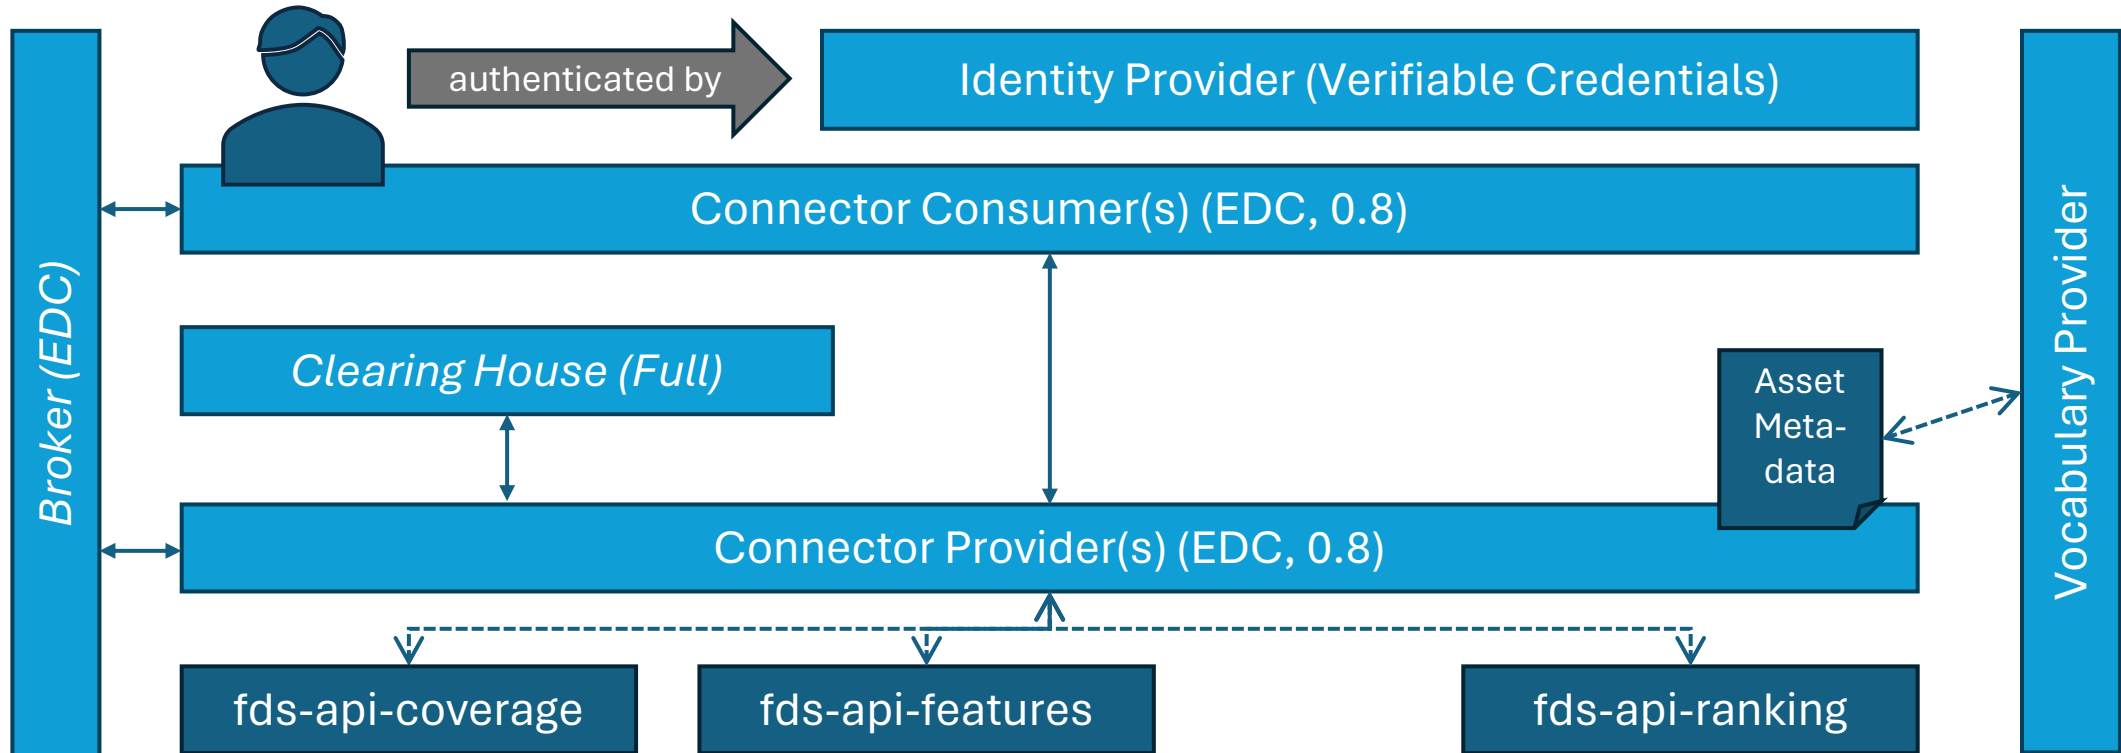 authenticated by
Identity Provider (Verifiable Credentials)
Connector Consumer(s) (EDC, 0.8)
Broker (EDC)
Clearing House (Full)
Asset
Meta-
data
Vocabulary Provider
Connector Provider(s) (EDC, 0.8)
fds-api-coverage
fds-api-features
fds-api-ranking